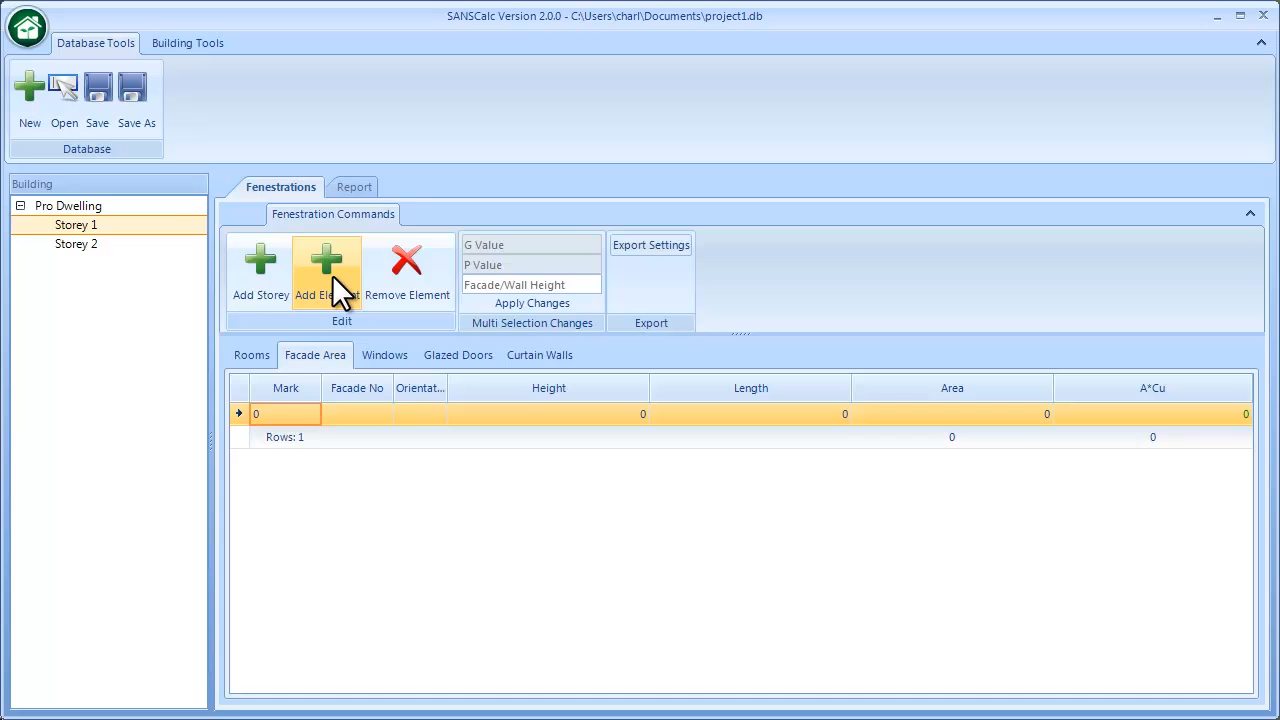 SANSCalc Version 2.0.0 - C:\Users\charl\Documents\project1.db
Database Tools
Building Tools
New
Open
Save
Save As
Database
Building
Pro Dwelling
Storey 1
Storey 2
Fenestrations
Report
Fenestration Commands
Add Storey
Add Element
Remove Element
Edit
G Value
P Value
Facade/Wall Height
Apply Changes
Multi Selection Changes
Export Settings
Export
Rooms
Facade Area
Windows
Glazed Doors
Curtain Walls
Mark Facade No Orientat... Height Length Area A*Cu
0 0 0 0 0
Rows: 1 0 0